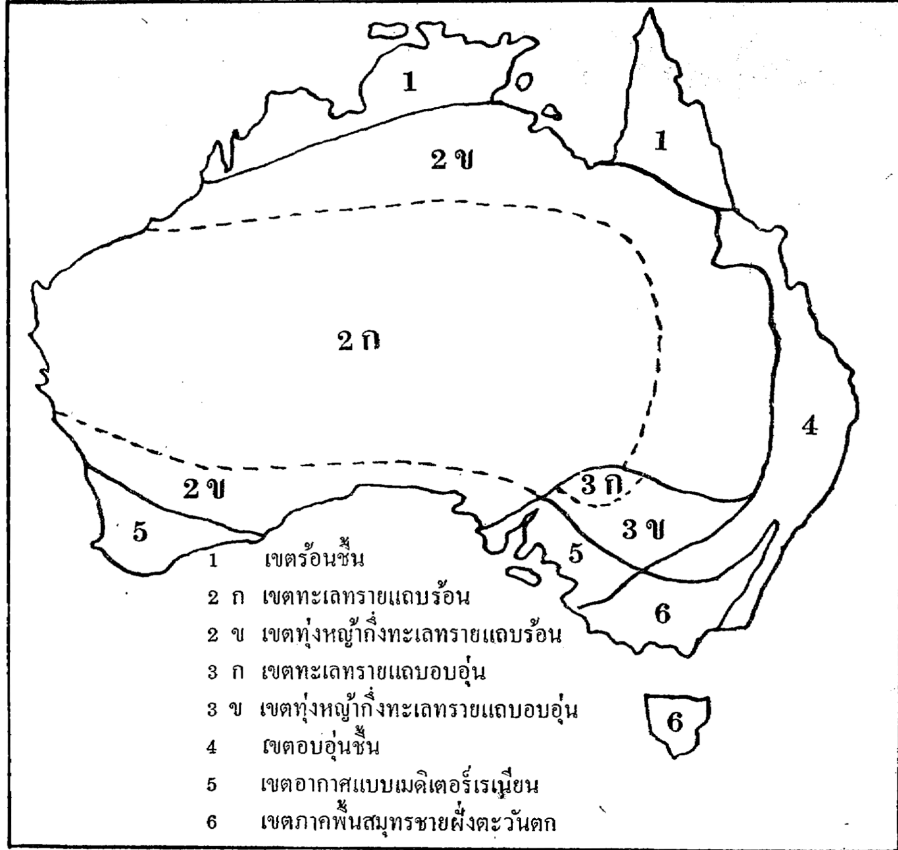 1
1
2 ข
2 ก
4
3 ก
2 ข
3 ข
5
5
6
6
1 เขตร้อนชื้น
2 ก เขตทะเลทรายแถบร้อน
2 ข เขตทุ่งหญ้ากึ่งทะเลทรายแถบร้อน
3 ก เขตทะเลทรายแถบอบอุ่น
3 ข เขตทุ่งหญ้ากึ่งทะเลทรายแถบอบอุ่น
4 เขตอบอุ่นชื้น
5 เขตอากาศแบบเมดิเตอร์เรเนียน
6 เขตภาคพื้นสมุทรชายฝั่งตะวันตก